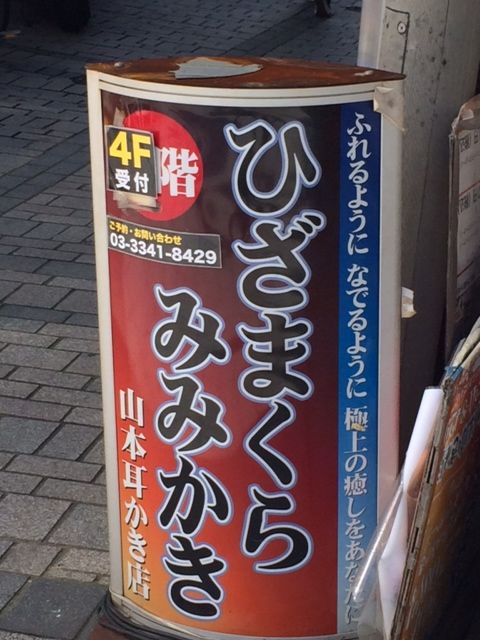 ふれるように なでるように 極上の癒しをあなたに
ひざまくら
みみかき
山本耳かき店
階
4F
受付
ご予約・お問い合わせ
03-3341-8429